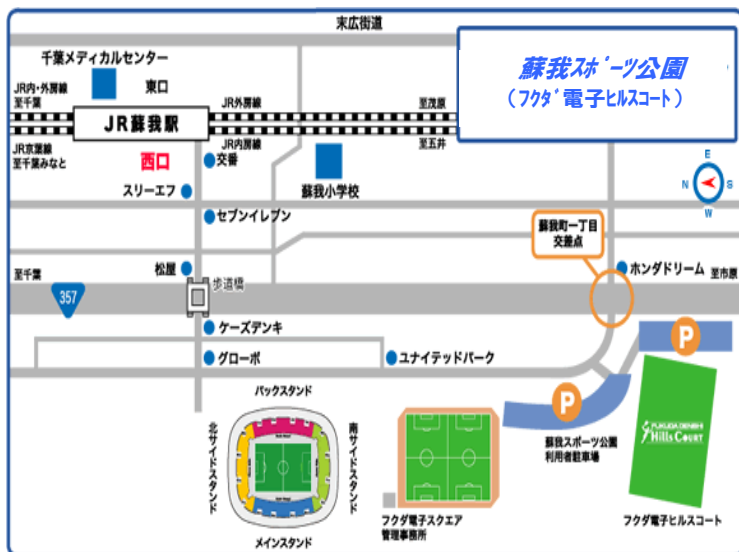 末広街道
蘇我スポーツ公園
(フクダ電子ヒルスコート)
千葉メディカルセンター
東口
JR内・外房線
至千葉
JR外房線
至茂原
JR蘇我駅
JR京葉線
至千葉みなと
JR内房線
至五井
西口
交番
スリーエフ
蘇我小学校
E
N
S
W
セブンイレブン
蘇我町一丁目
交差点
松屋
歩道橋
ホンダドリーム
至千葉
至市原
357
ケーズデンキ
グローボ
ユナイテッドパーク
P
P
バックスタンド
北サイドスタンド
南サイドスタンド
メインスタンド
蘇我スポーツ公園
利用者駐車場
FUKUDA DENSHI
Hills Court
フクダ電子スクエア
管理事務所
フクダ電子ヒルスコート